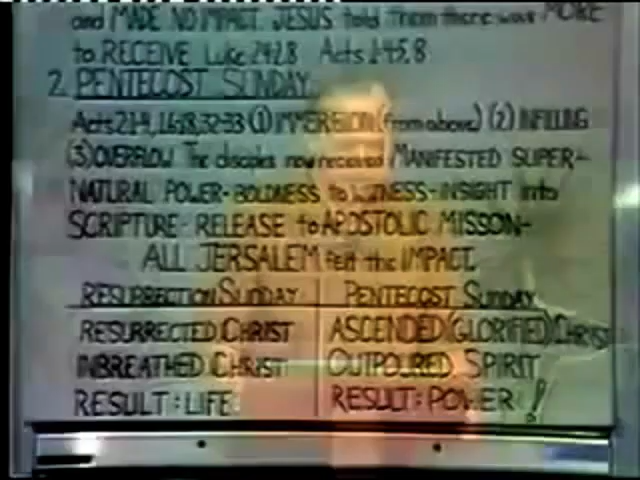 and MADE NO IMPACT. JESUS told them there was MORE
to RECEIVE Luke 24:28 Acts 1:4-5,8
2. PENTECOST SUNDAY
Acts 2:1-4, 16-18, 32-33 (1) IMMERSION (from above) (2) INFILLING
(3) OVERFLOW The disciples now received MANIFESTED SUPER-
NATURAL POWER - BOLDNESS to WITNESS - INSIGHT into
SCRIPTURE - RELEASE to APOSTOLIC MISSON -
ALL JERSALEM felt the IMPACT.
RESURRECTION SUNDAY PENTECOST SUNDAY
RESURRECTED CHRIST ASCENDED (GLORIFIED) CHRIST
INBREATHED CHRIST OUTPOURED SPIRIT
RESULT: LIFE RESULT: POWER!